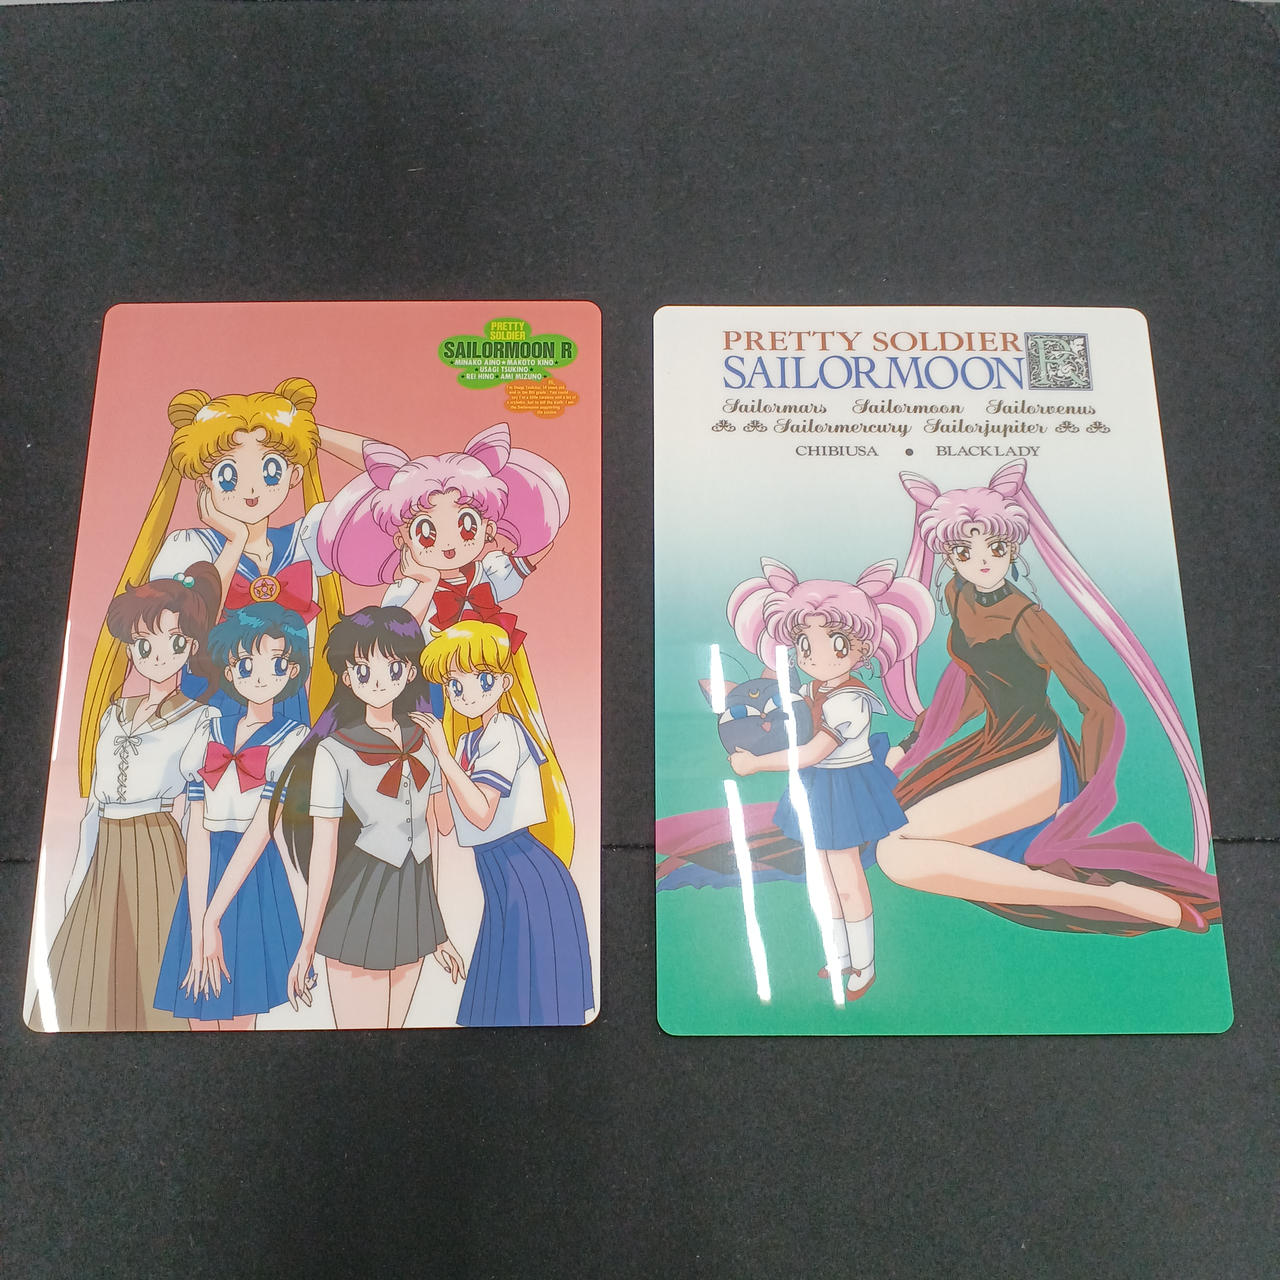 PRETTY
SOLDIER
SAILORMOON R
MINAKO AINO★MAKOTO KINO
USAGI TSUKINO
REI HINO★AMI MIZUNO
PRETTY SOLDIER
SAILORMOON R
Sailormars Sailormoon Sailorvenus
Sailormercury Sailorjupiter
CHIBIUSA ● BLACKLADY